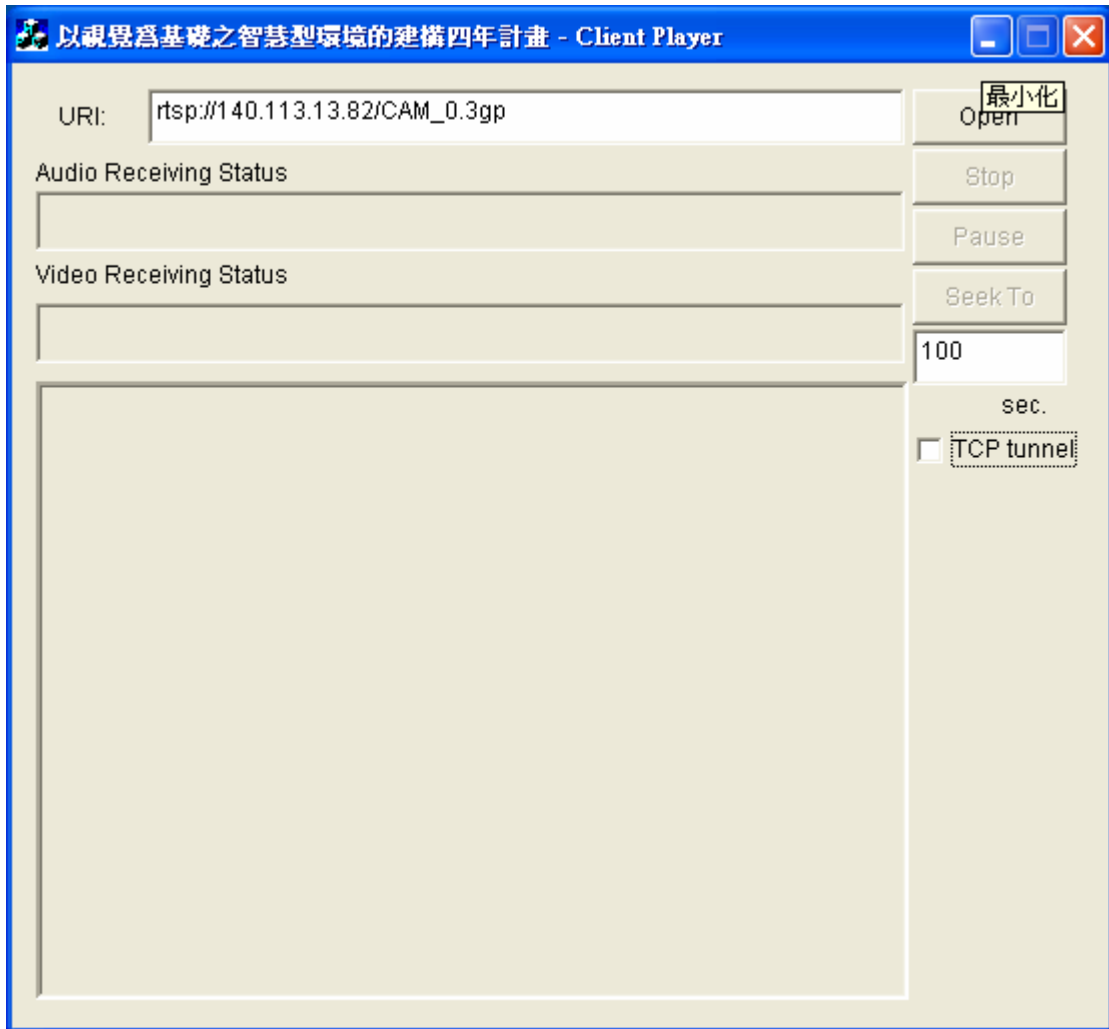 以視覺爲基礎之智慧型環境的建構四年計畫 - Client Player
URI:
rtsp://140.113.13.82/CAM_0.3gp
最小化
Open
Audio Receiving Status
Stop
Pause
Video Receiving Status
Seek To
100
sec.
TCP tunnel